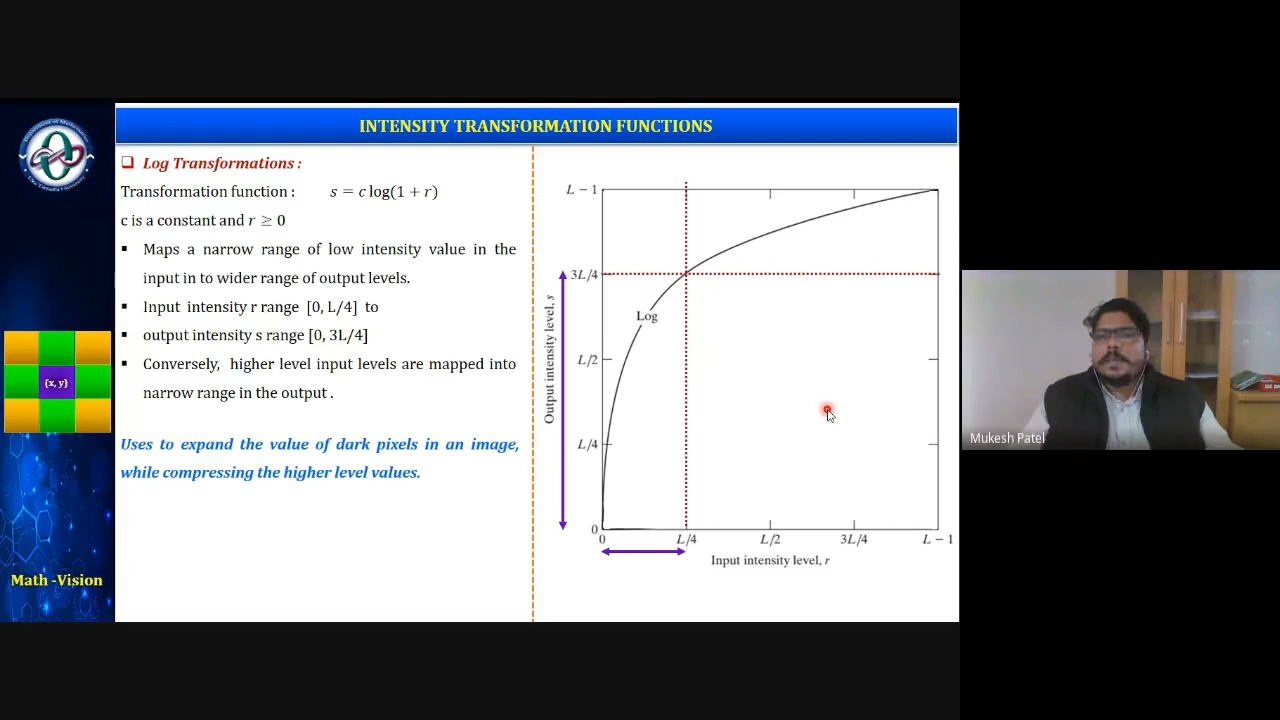 INTENSITY TRANSFORMATION FUNCTIONS
❑ Log Transformations :
Transformation function : s = c log(1 + r)
c is a constant and r ≥ 0
▪ Maps a narrow range of low intensity value in the
input in to wider range of output levels.
▪ Input intensity r range [0, L/4] to
▪ output intensity s range [0, 3L/4]
▪ Conversely, higher level input levels are mapped into
narrow range in the output .
Uses to expand the value of dark pixels in an image,
while compressing the higher level values.
(x, y)
Math -Vision
L − 1
3L/4
L/2
L/4
0
Output intensity level, s
Log
0 L/4 L/2 3L/4 L − 1
Input intensity level, r
Mukesh Patel